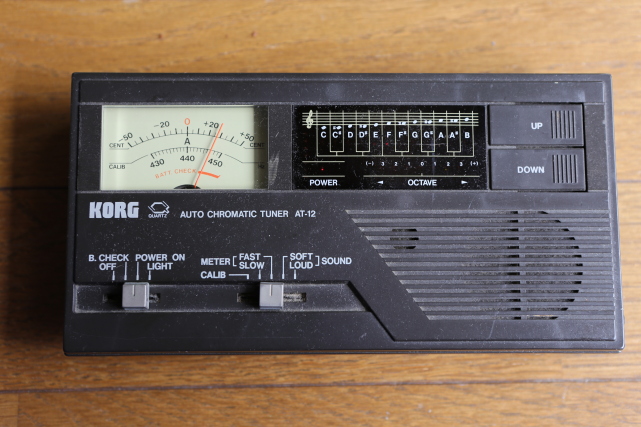 -50 -20 0 +20 +50
CENT A CENT
CALIB 430 440 450
BATT CHECK
C C# D D# E F F# G G# A A# B
(-) 3 2 1 0 1 2 3 (+)
POWER ◄ OCTAVE ►
UP
DOWN
KORG QUARTZ AUTO CHROMATIC TUNER AT-12
B. CHECK POWER ON
OFF LIGHT
METER FAST SOFT SOUND
SLOW LOUD
CALIB